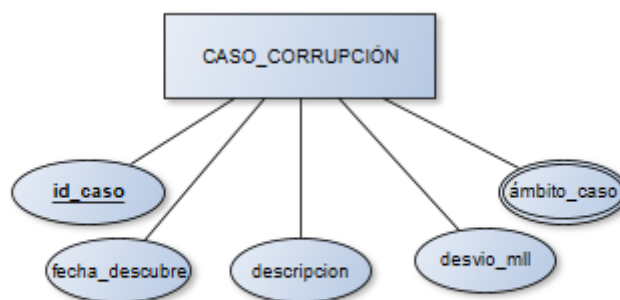 CASO_CORRUPCIÓN
id_caso
ámbito_caso
fecha_descubre
descripcion
desvio_mll